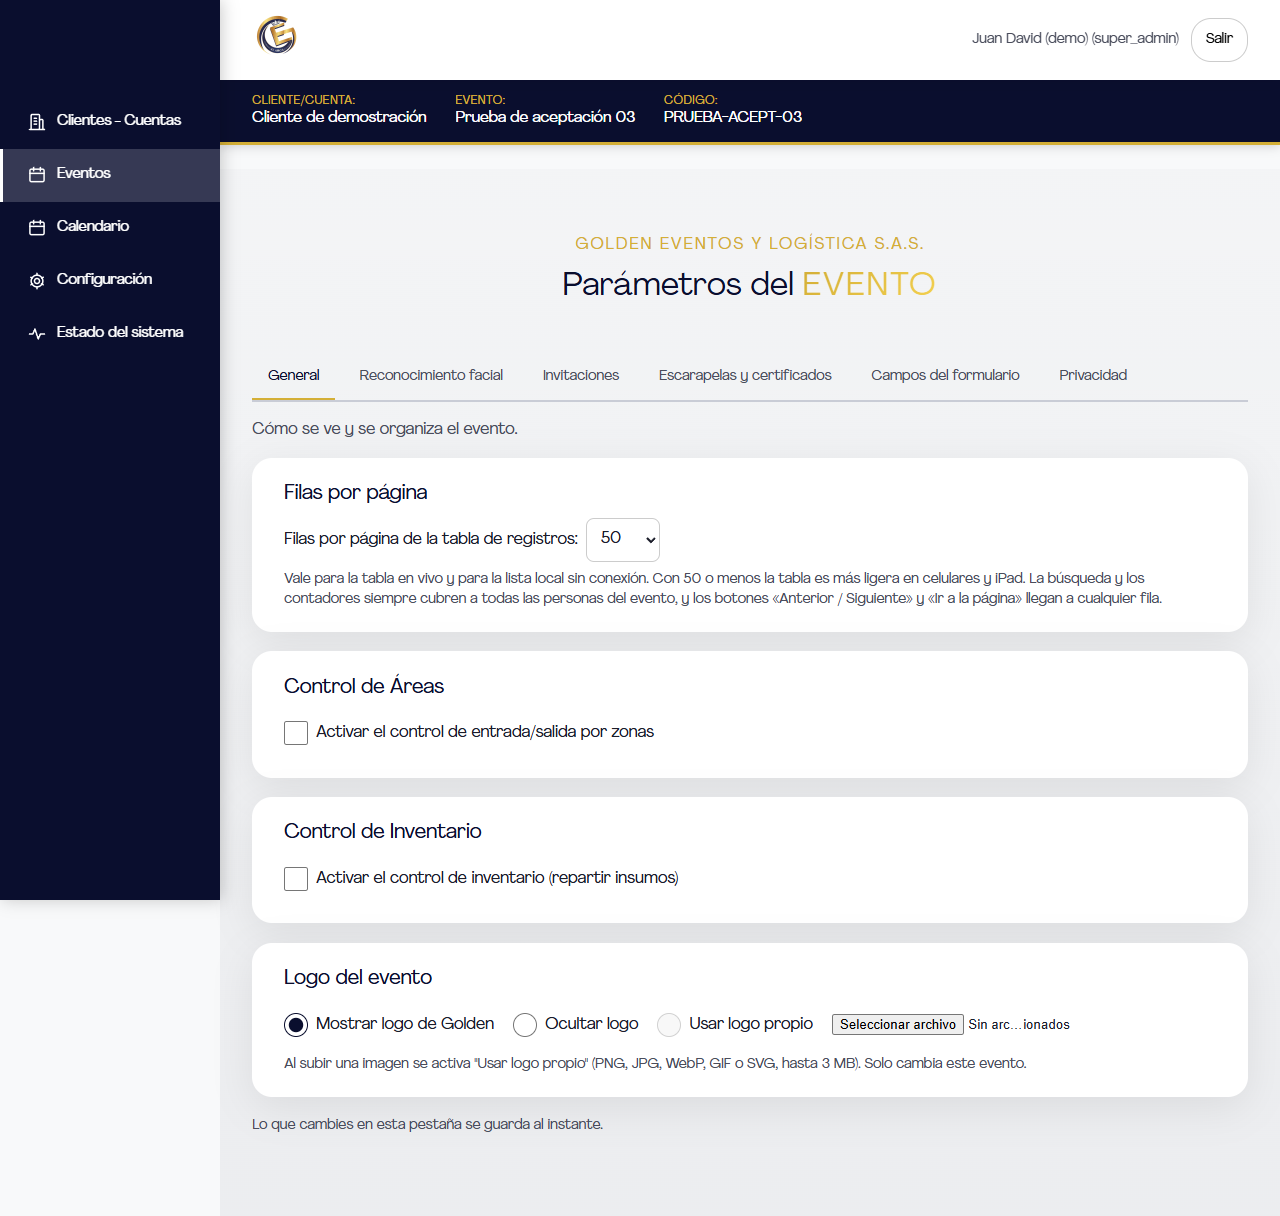 Juan David (demo) (super_admin)
Salir
CLIENTE/CUENTA:
Cliente de demostración
EVENTO:
Prueba de aceptación 03
CÓDIGO:
PRUEBA-ACEPT-03
Clientes - Cuentas
Eventos
Calendario
Configuración
Estado del sistema
GOLDEN EVENTOS Y LOGÍSTICA S.A.S.
Parámetros del EVENTO
General
Reconocimiento facial
Invitaciones
Escarapelas y certificados
Campos del formulario
Privacidad
Cómo se ve y se organiza el evento.
Filas por página
Filas por página de la tabla de registros: 50
Vale para la tabla en vivo y para la lista local sin conexión. Con 50 o menos la tabla es más ligera en celulares y iPad. La búsqueda y los
contadores siempre cubren a todas las personas del evento, y los botones «Anterior / Siguiente» y «Ir a la página» llegan a cualquier fila.
Control de Áreas
Activar el control de entrada/salida por zonas
Control de Inventario
Activar el control de inventario (repartir insumos)
Logo del evento
Mostrar logo de Golden
Ocultar logo
Usar logo propio
Seleccionar archivo Sin arc...ionados
Al subir una imagen se activa "Usar logo propio" (PNG, JPG, WebP, GIF o SVG, hasta 3 MB). Solo cambia este evento.
Lo que cambies en esta pestaña se guarda al instante.